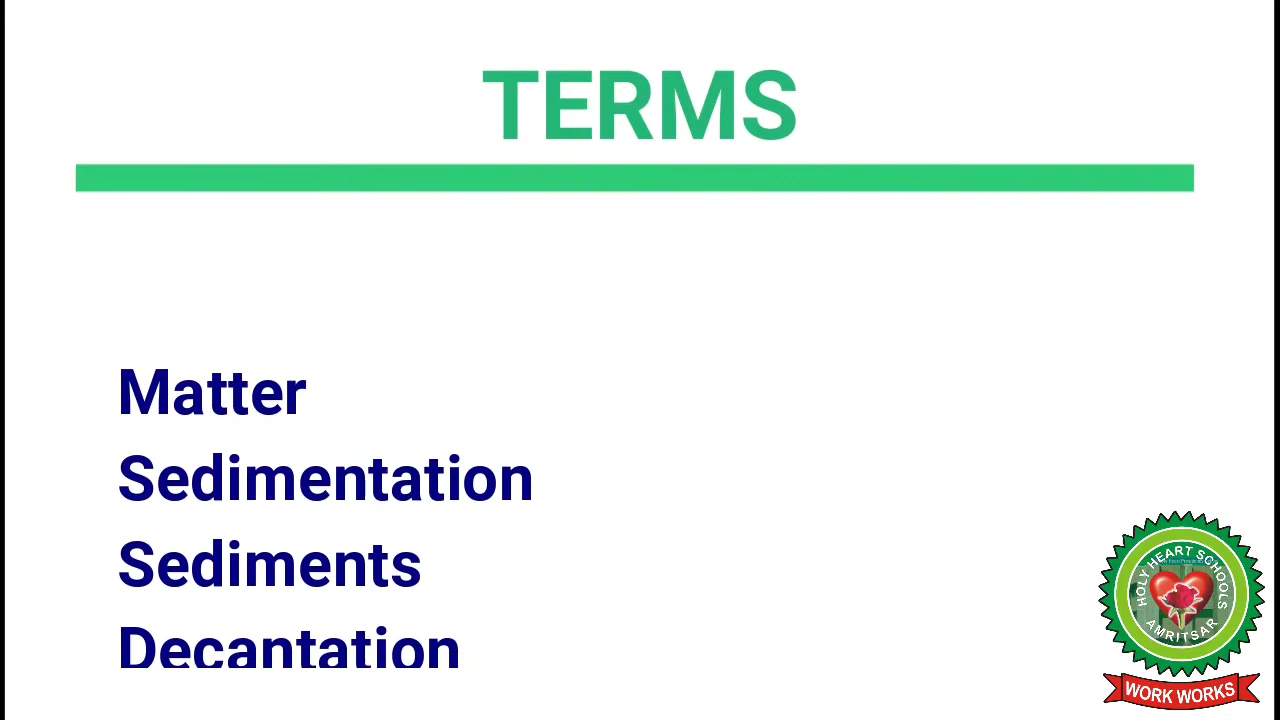 TERMS
Matter
Sedimentation
Sediments
Decantation
HOLY HEART SCHOOLS
AMRITSAR
WORK WORKS